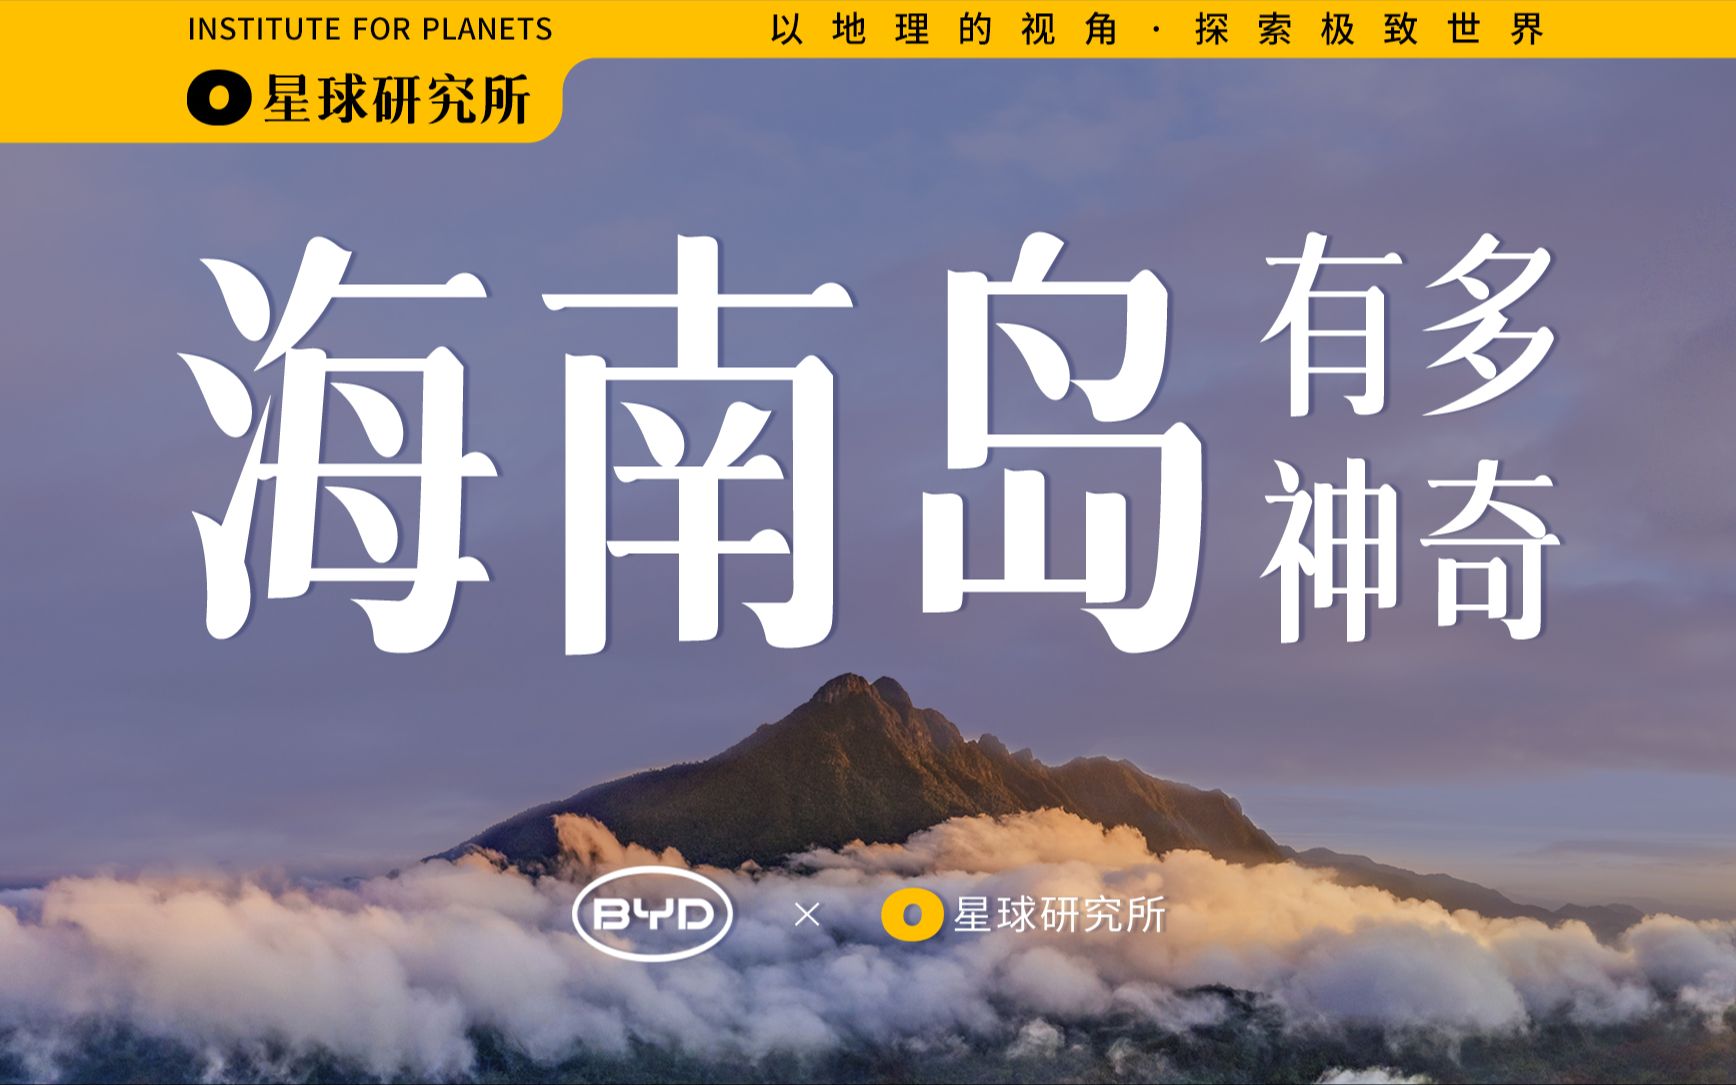 INSTITUTE FOR PLANETS
以地理的视角·探索极致世界
星球研究所
海南岛
有多
神奇
BYD × 星球研究所